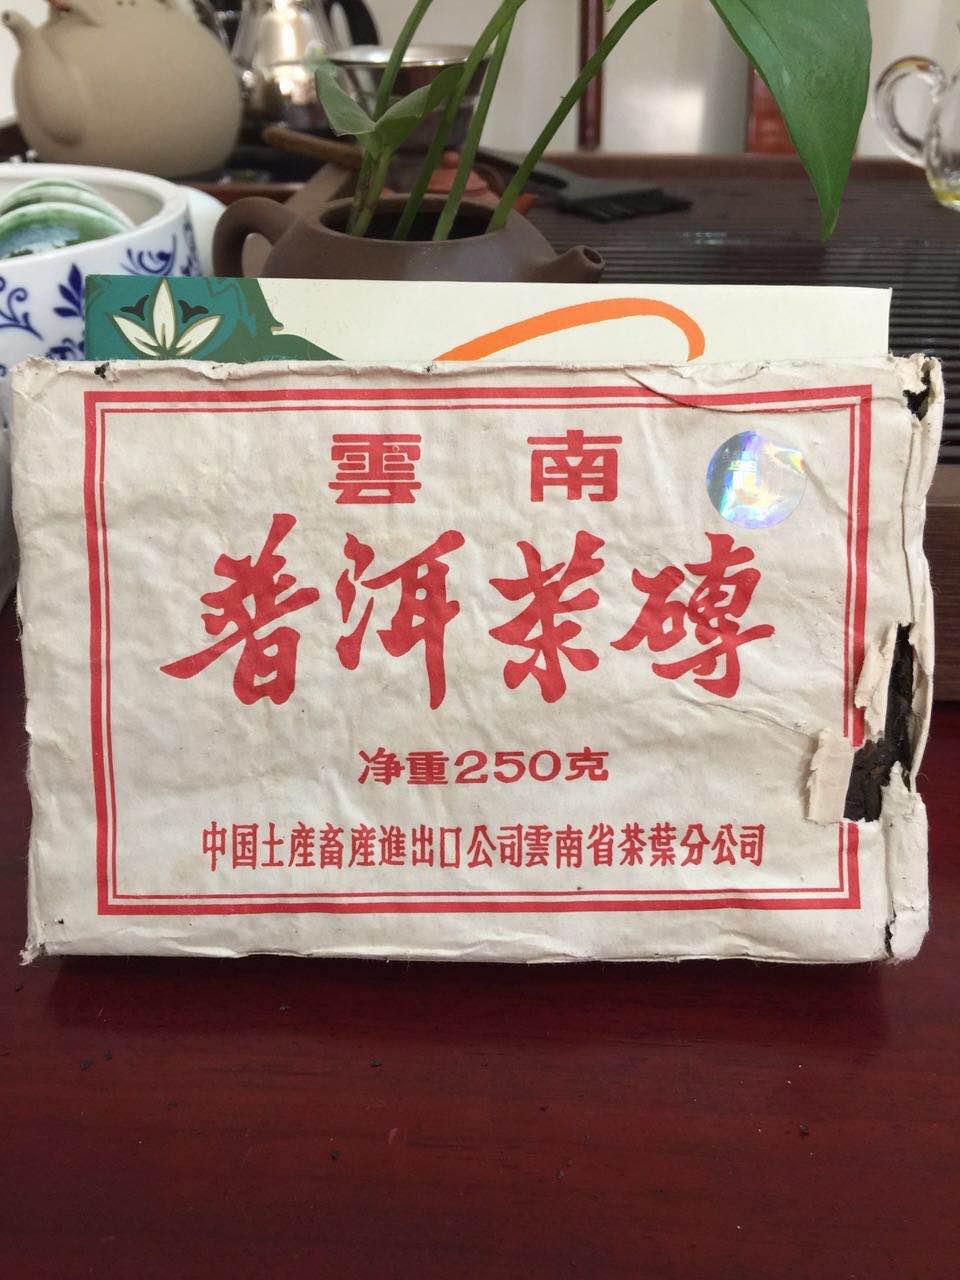 雲南
普洱茶磚
净重250克
中国土産畜産進出口公司雲南省茶葉分公司